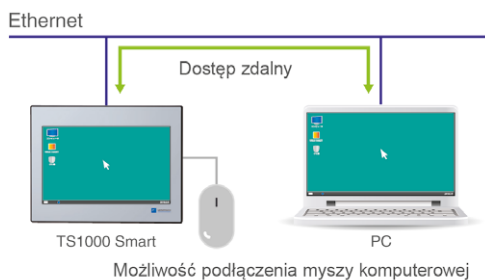 Ethernet
Dostęp zdalny
TS1000 Smart
PC
Możliwość podłączenia myszy komputerowej